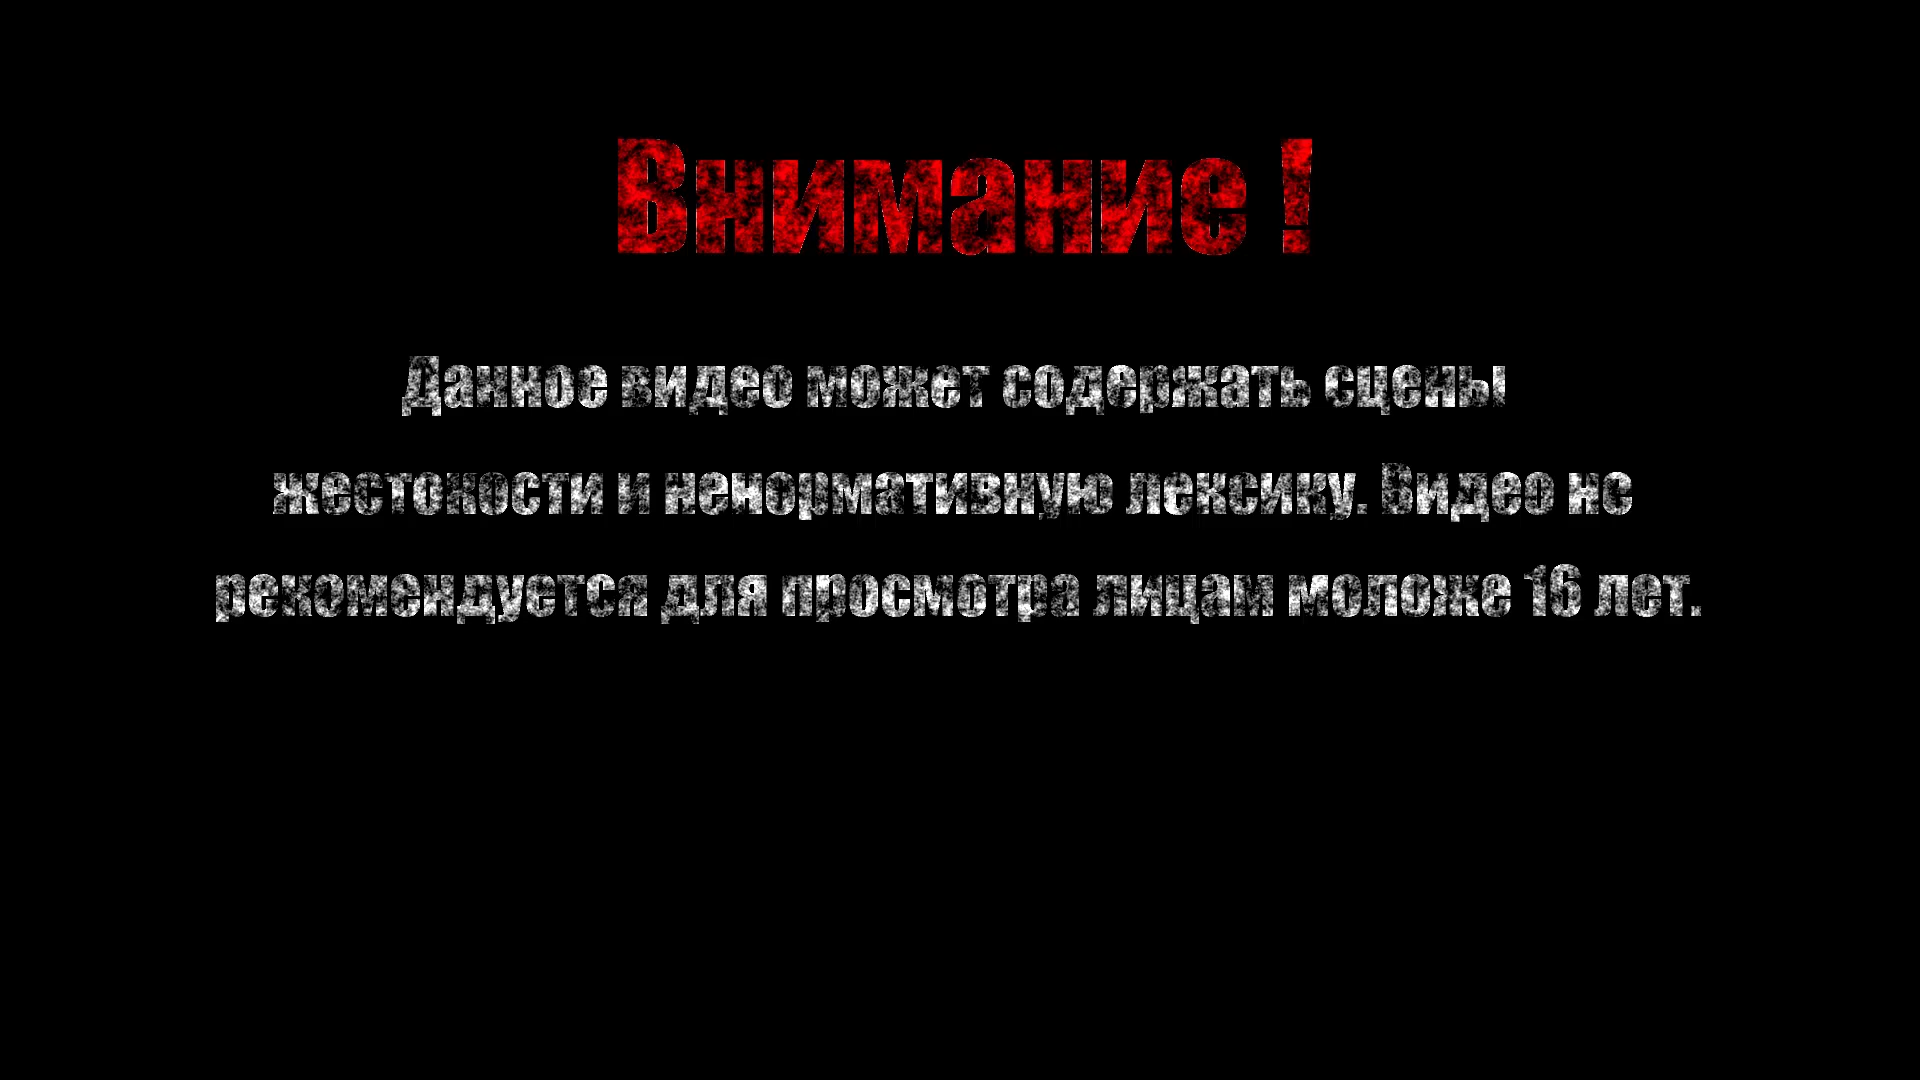 Внимание !
Данное видео может содержать сцены
жестокости и ненормативную лексику. Видео не
рекомендуется для просмотра лицам моложе 16 лет.